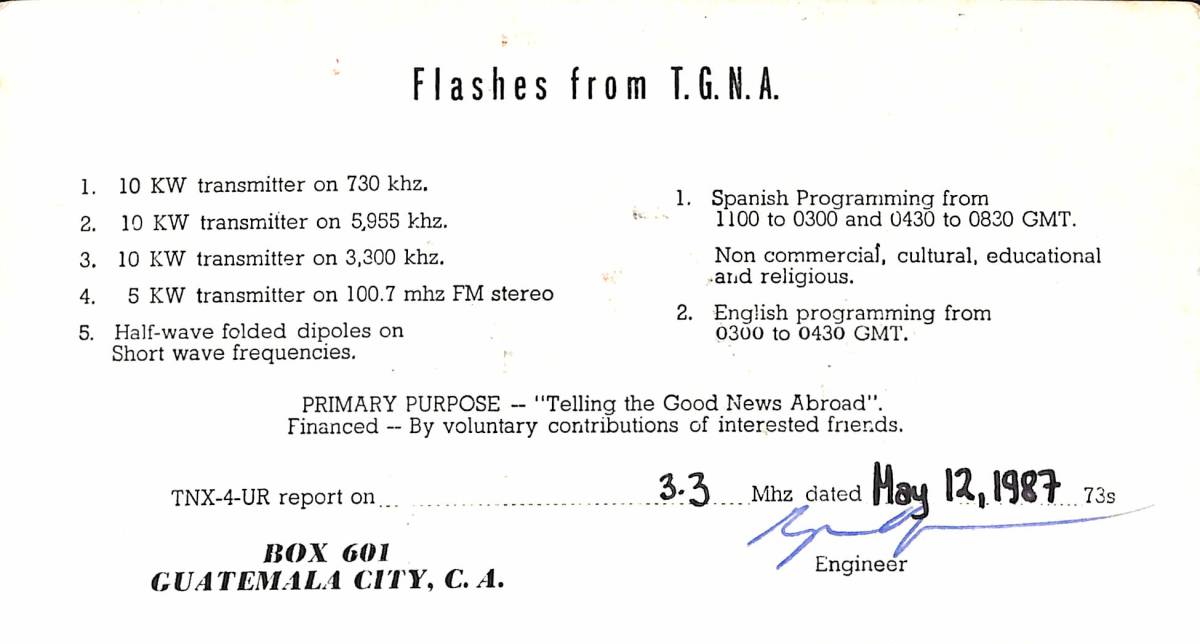 Flashes from T.G.N.A.
1. 10 KW transmitter on 730 khz.
2. 10 KW transmitter on 5,955 khz.
3. 10 KW transmitter on 3,300 khz.
4. 5 KW transmitter on 100.7 mhz FM stereo
5. Half-wave folded dipoles on
Short wave frequencies.
1. Spanish Programming from
1100 to 0300 and 0430 to 0830 GMT.
Non commercial, cultural, educational
and religious.
2. English programming from
0300 to 0430 GMT.
PRIMARY PURPOSE -- "Telling the Good News Abroad".
Financed -- By voluntary contributions of interested friends.
TNX-4-UR report on 3.3 Mhz dated May 12, 1987 73s
Engineer
BOX 601
GUATEMALA CITY, C. A.